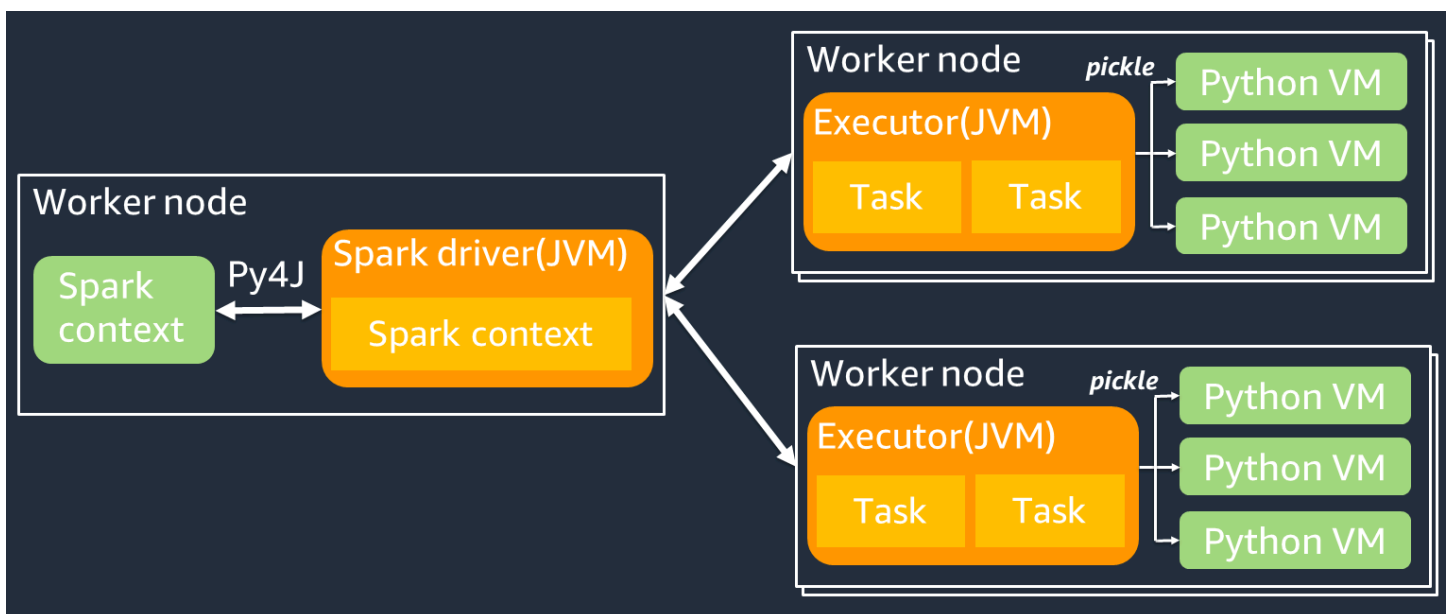 Worker node
Spark
context
Py4J
Spark driver(JVM)
Spark context
Worker node
pickle
Executor(JVM)
Task
Task
Python VM
Python VM
Python VM
Worker node
pickle
Executor(JVM)
Task
Task
Python VM
Python VM
Python VM